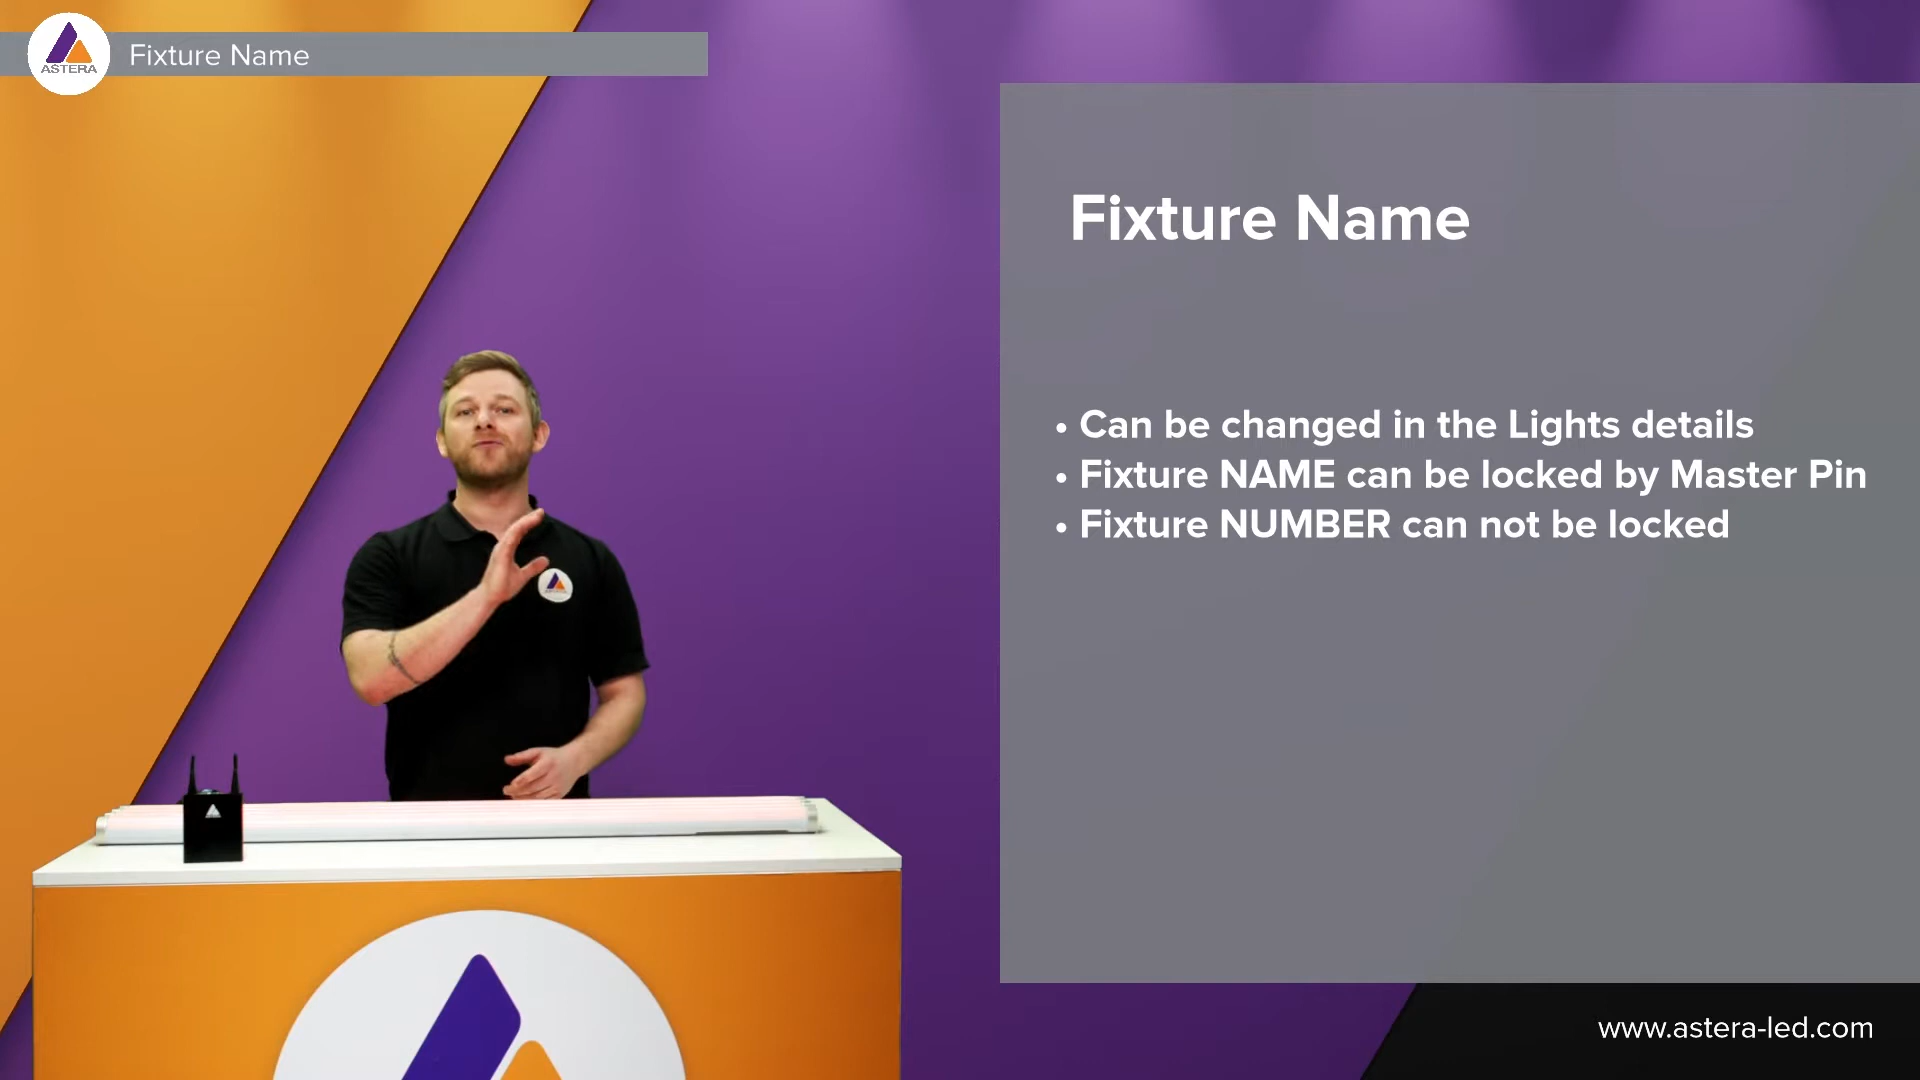 ASTERA
Fixture Name
Fixture Name
• Can be changed in the Lights details
• Fixture NAME can be locked by Master Pin
• Fixture NUMBER can not be locked
www.astera-led.com